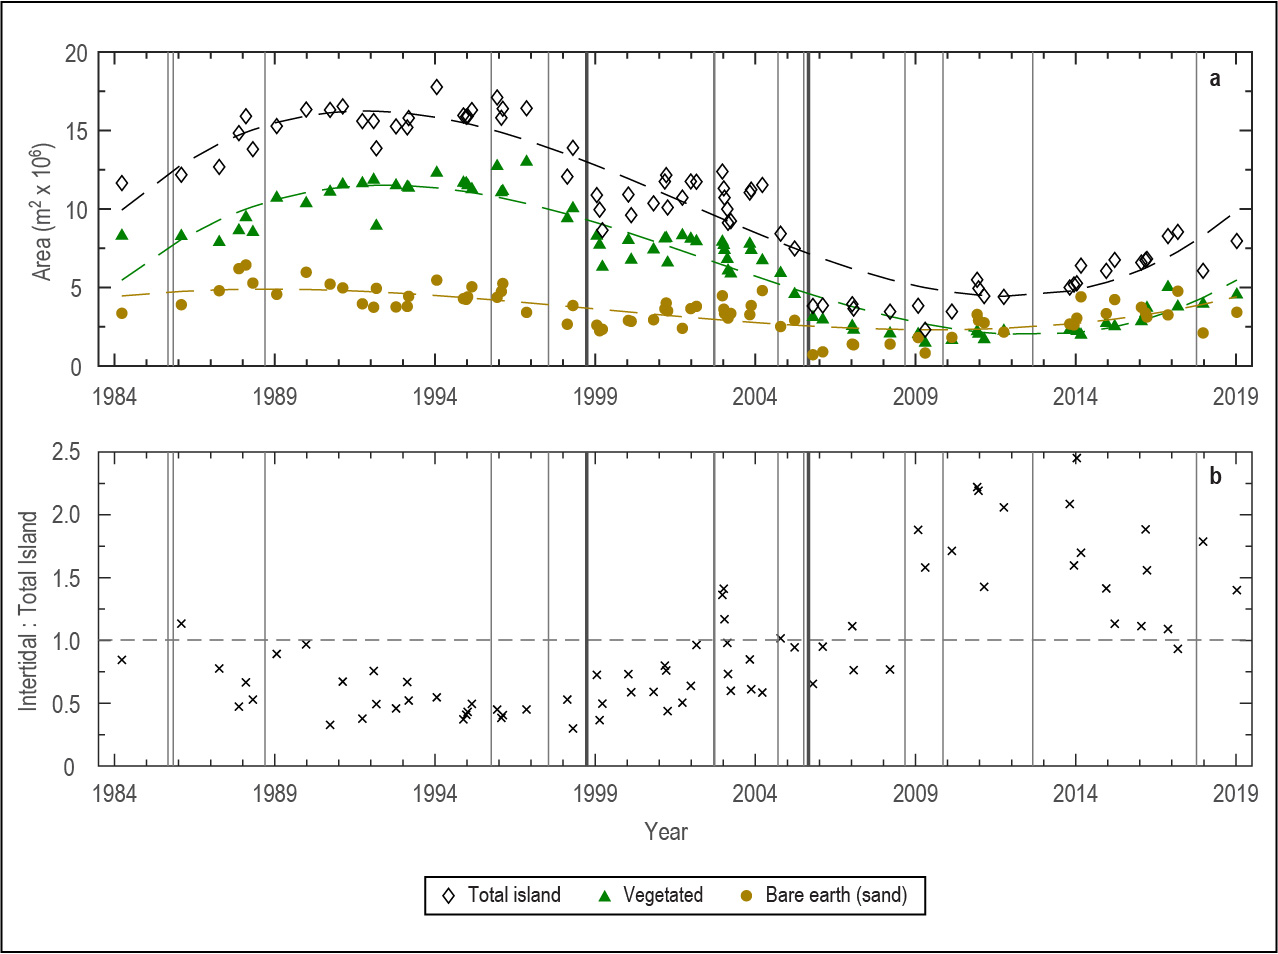 20
a
15
10
5
0
Area (m² x 10⁶)
1984 1989 1994 1999 2004 2009 2014 2019
2.5
b
2.0
1.5
1.0
0.5
0
Intertidal : Total Island
1984 1989 1994 1999 2004 2009 2014 2019
Year
Total island Vegetated Bare earth (sand)